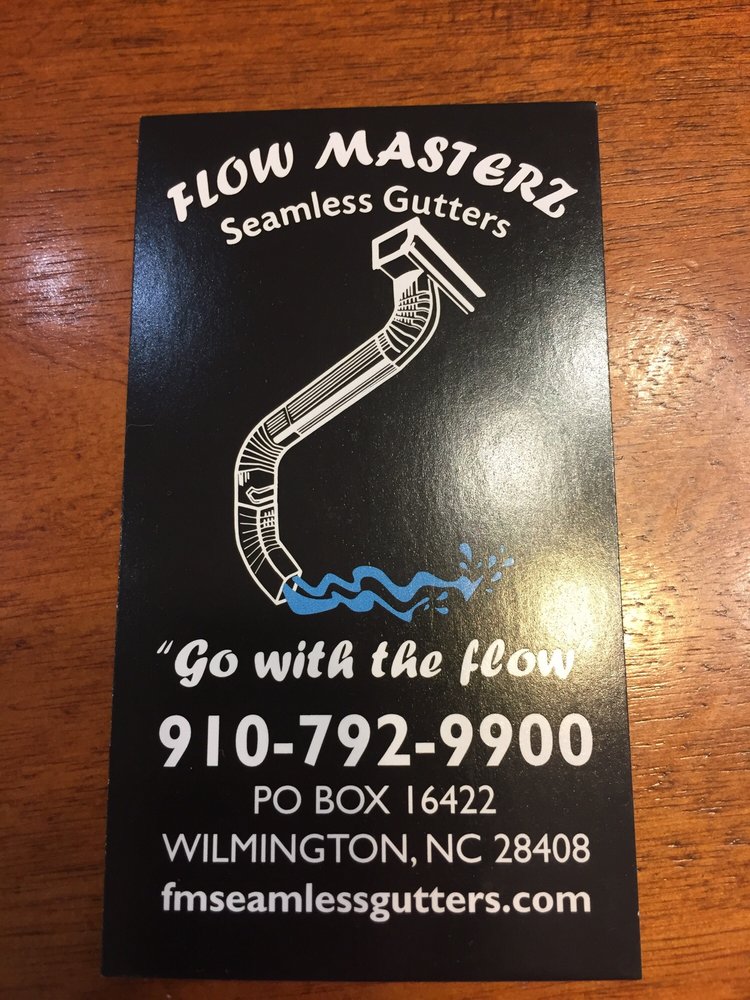 FLOW MASTERZ
Seamless Gutters
"Go with the flow
910-792-9900
PO BOX 16422
WILMINGTON, NC 28408
fmseamlessgutters.com